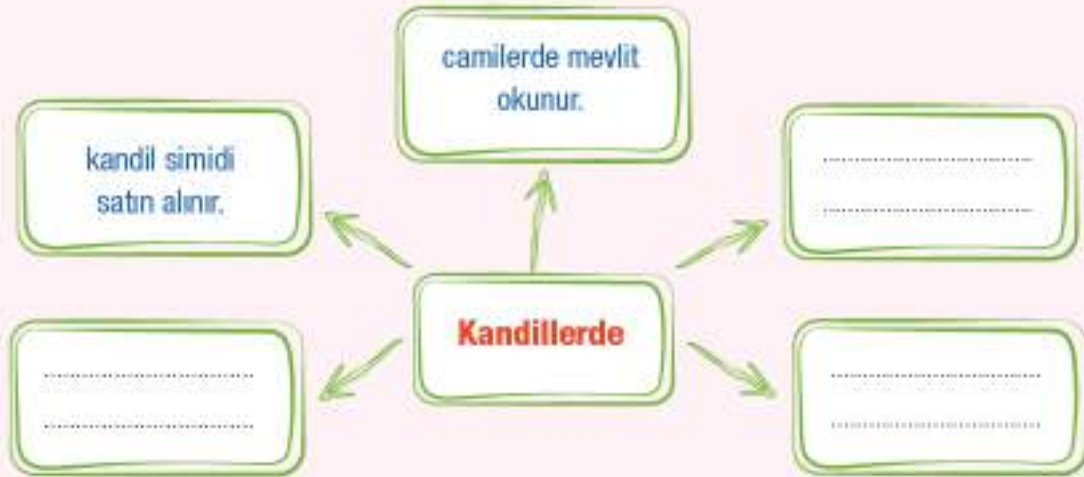 camilerde mevlit
okunur.
kandil simidi
satın alınır.
Kandillerde